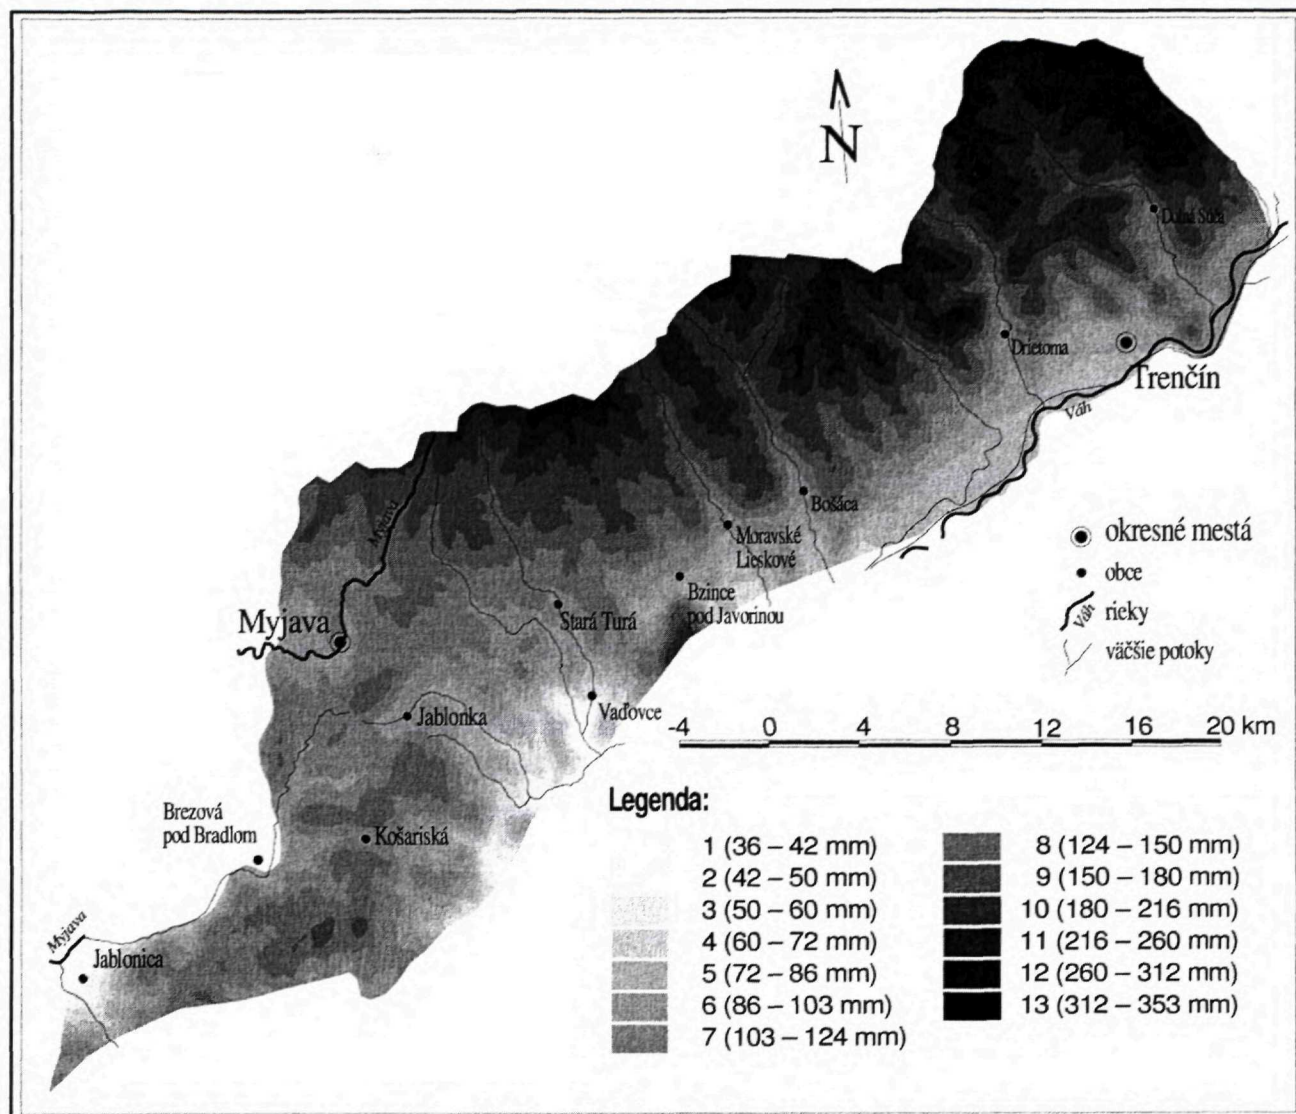 N
Dolná Súča
Drietoma
Trenčín
Váh
Myjava
Bošáca
Moravské
Lieskové
Bzince
pod Javorinou
Stará Turá
Myjava
Vaďovce
Jablonka
Brezová
pod Bradlom
Košariská
Myjava
Jablonica
okresné mestá
obce
Váh
rieky
väčšie potoky
-4 0 4 8 12 16 20 km
Legenda:
1 (36 – 42 mm)
2 (42 – 50 mm)
3 (50 – 60 mm)
4 (60 – 72 mm)
5 (72 – 86 mm)
6 (86 – 103 mm)
7 (103 – 124 mm)
8 (124 – 150 mm)
9 (150 – 180 mm)
10 (180 – 216 mm)
11 (216 – 260 mm)
12 (260 – 312 mm)
13 (312 – 353 mm)